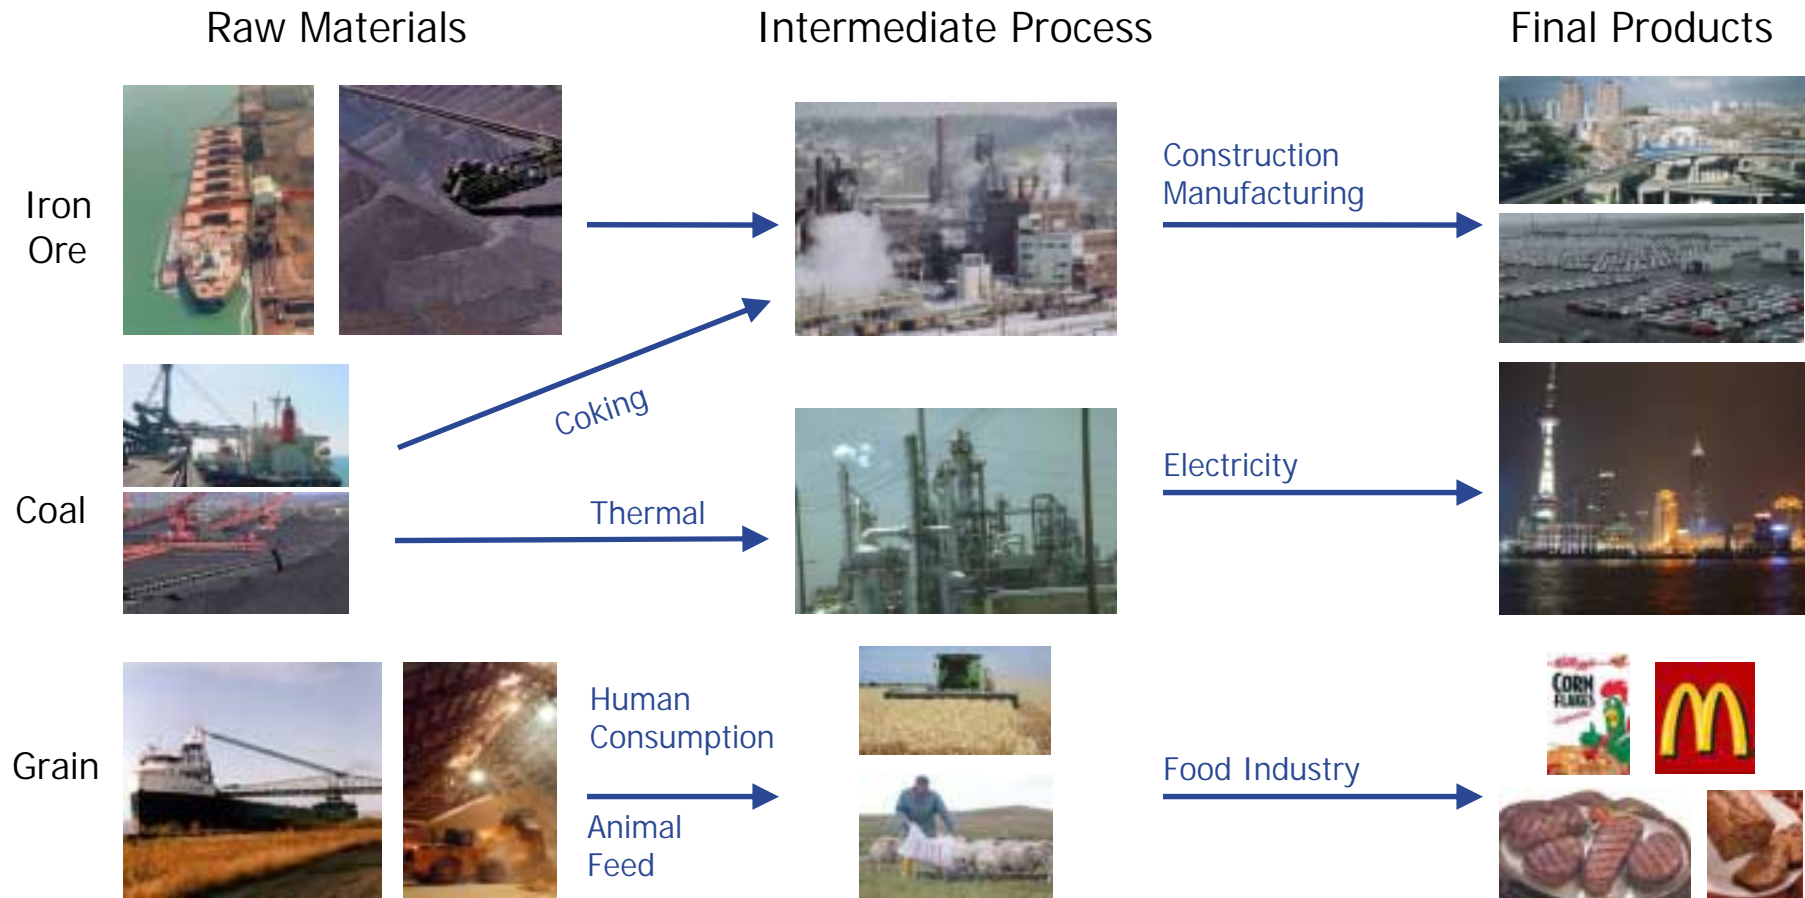 Raw Materials
Intermediate Process
Final Products
Iron
Ore
Construction
Manufacturing
Coal
Coking
Thermal
Electricity
Grain
Human
Consumption
Animal
Feed
Food Industry
Kellogg's
CORN
FLAKES
M